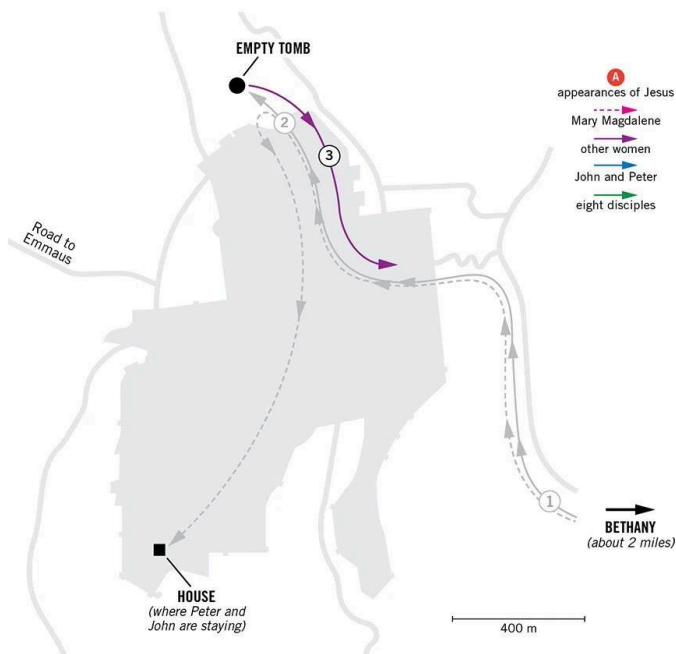 EMPTY TOMB
A
appearances of Jesus
Mary Magdalene
other women
John and Peter
eight disciples
2
3
Road to
Emmaus
1
BETHANY
(about 2 miles)
HOUSE
(where Peter and
John are staying)
400 m